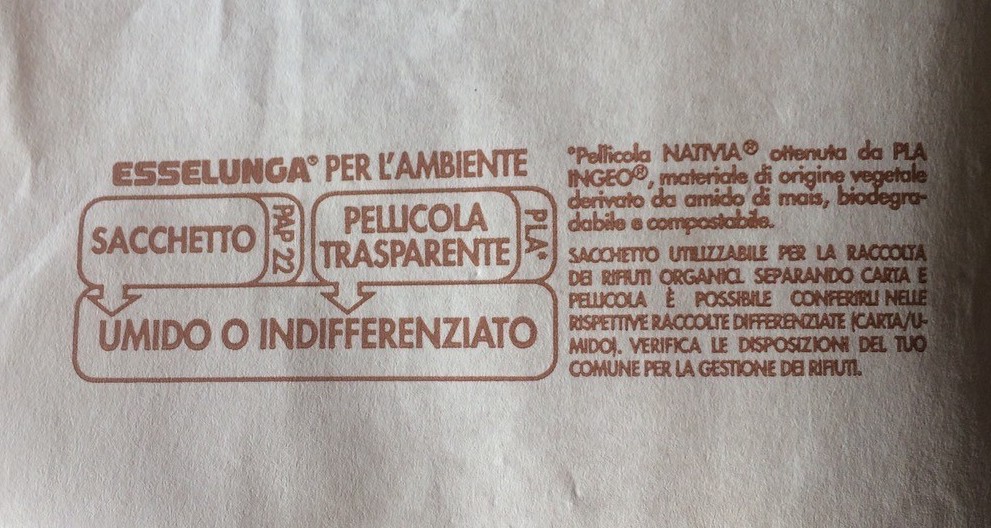 ESSELUNGA® PER L'AMBIENTE
SACCHETTO
PAP 22
PELLICOLA
TRASPARENTE
PLA*
UMIDO O INDIFFERENZIATO
*Pellicola NATIVIA® ottenuta da PLA
INGEO®, materiale di origine vegetale
derivato da amido di mais, biodegra-
dabile e compostabile.
SACCHETTO UTILIZZABILE PER LA RACCOLTA
DEI RIFIUTI ORGANICI. SEPARANDO CARTA E
PELLICOLA È POSSIBILE CONFERIRLI NELLE
RISPETTIVE RACCOLTE DIFFERENZIATE (CARTA/U-
MIDO). VERIFICA LE DISPOSIZIONI DEL TUO
COMUNE PER LA GESTIONE DEI RIFIUTI.